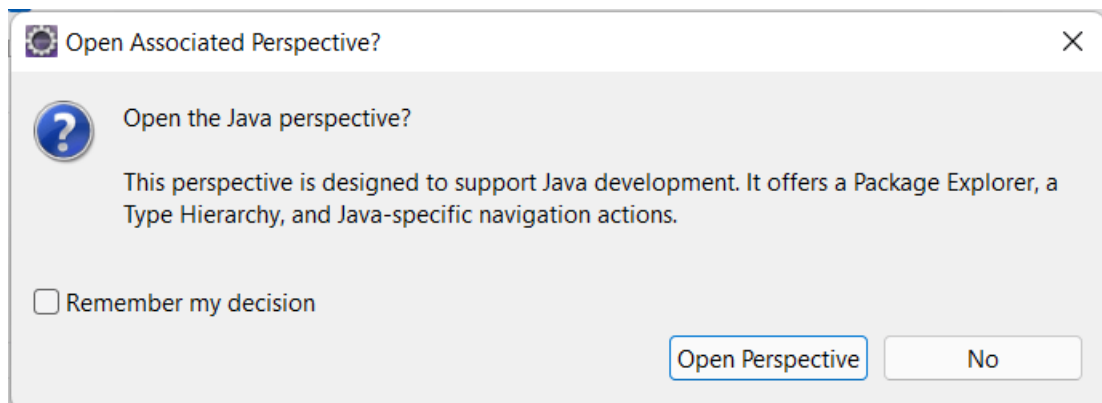 Open Associated Perspective?
Open the Java perspective?
This perspective is designed to support Java development. It offers a Package Explorer, a
Type Hierarchy, and Java-specific navigation actions.
Remember my decision
Open Perspective
No